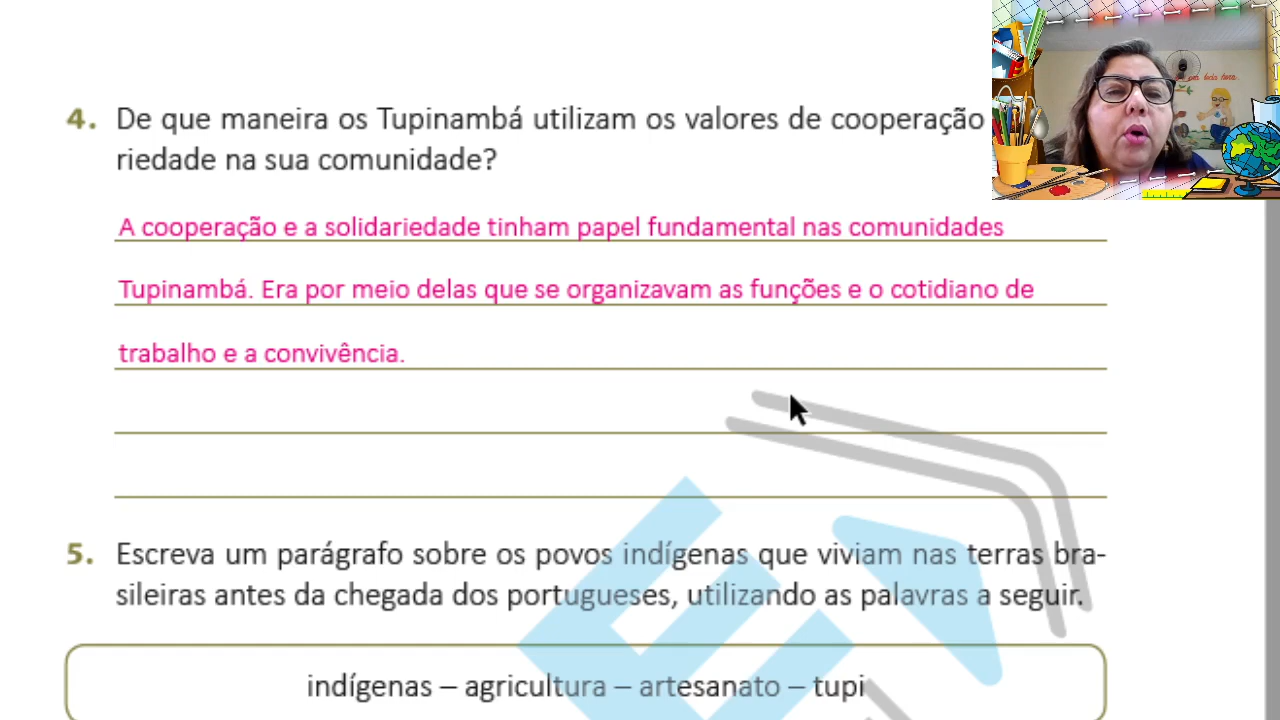 4. De que maneira os Tupinambá utilizam os valores de cooperação
riedade na sua comunidade?
A cooperação e a solidariedade tinham papel fundamental nas comunidades
Tupinambá. Era por meio delas que se organizavam as funções e o cotidiano de
trabalho e a convivência.
5. Escreva um parágrafo sobre os povos indígenas que viviam nas terras bra-
sileiras antes da chegada dos portugueses, utilizando as palavras a seguir.
indígenas – agricultura – artesanato – tupi